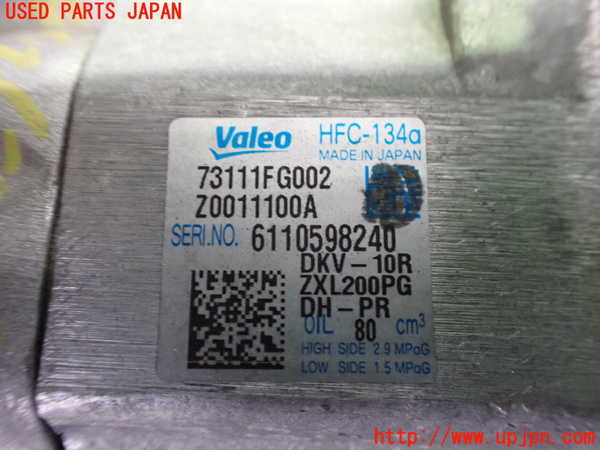 USED PARTS JAPAN
Valeo HFC-134a
MADE IN JAPAN
73111FG002
Z0011100A
SERI.NO. 6110598240
DKV-10R
ZXL200PG
DH-PR
OIL 80 cm³
HIGH SIDE 2.9 MPaG
LOW SIDE 1.5 MPaG
http://www.upjpn.com/